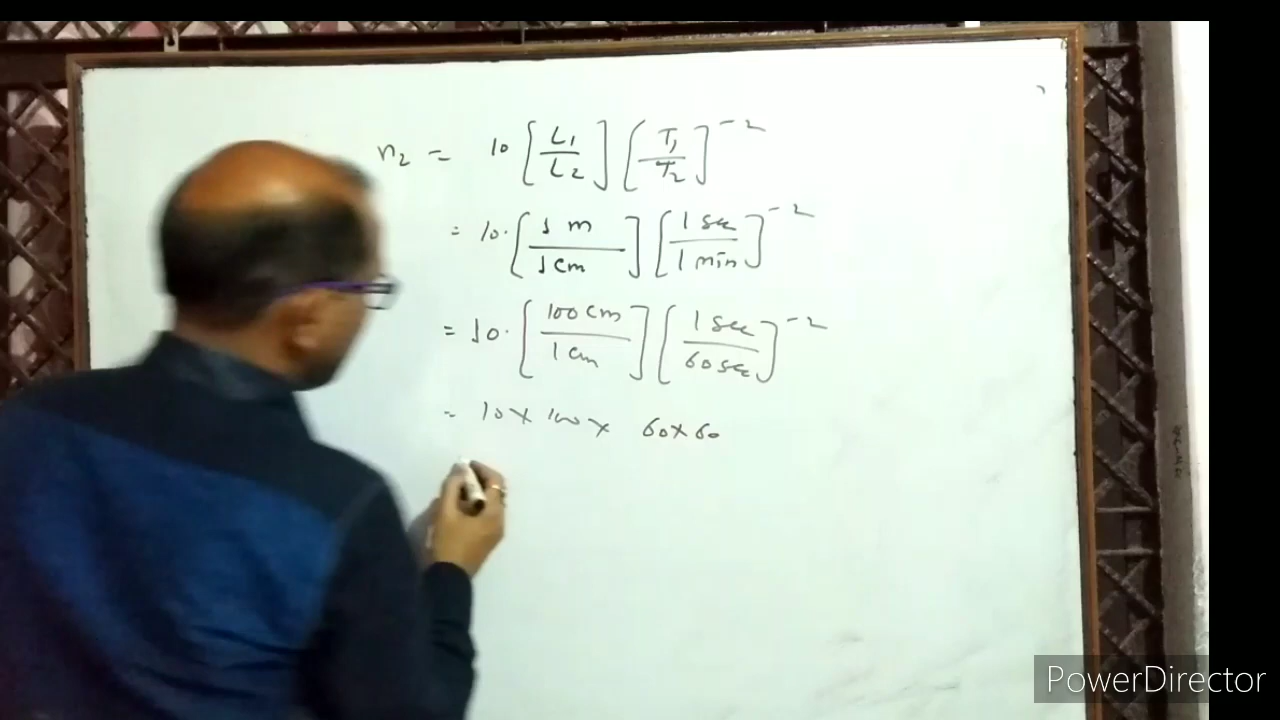 n₂ = 10 [L₁/L₂] [T₁/T₂]⁻²
= 10. [1 m/1 cm] [1 sec/1 min]⁻²
= 10. [100 cm/1 cm] [1 sec/60 sec]⁻²
= 10 × 100 × 60 × 60
PowerDirector